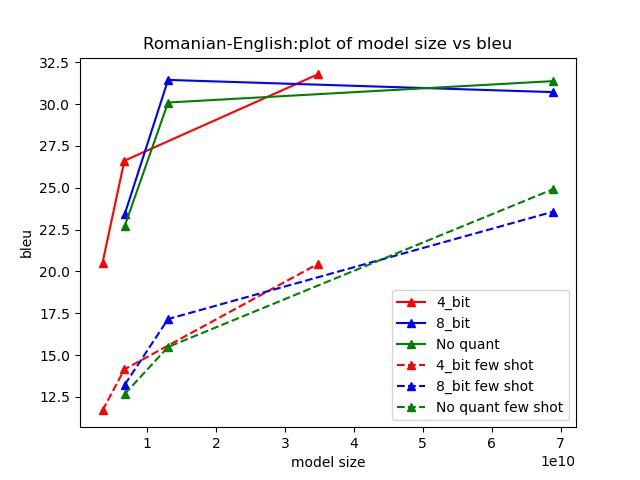 Romanian-English:plot of model size vs bleu
32.5
30.0
27.5
25.0
22.5
20.0
17.5
15.0
12.5
bleu
4_bit
8_bit
No quant
4_bit few shot
8_bit few shot
No quant few shot
1 2 3 4 5 6 7
1e10
model size